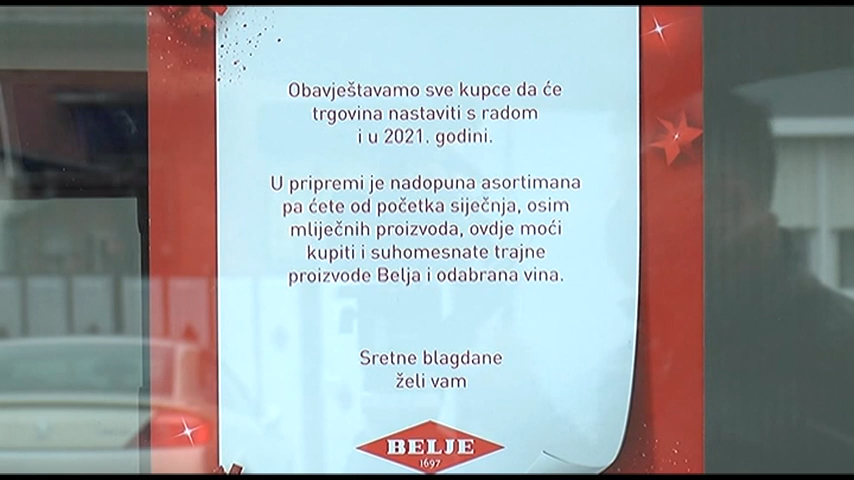 Obavještavamo sve kupce da će
trgovina nastaviti s radom
i u 2021. godini.
U pripremi je nadopuna asortimana
pa ćete od početka siječnja, osim
mliječnih proizvoda, ovdje moći
kupiti i suhomesnate trajne
proizvode Belja i odabrana vina.
Sretne blagdane
želi vam
BELJE
1697